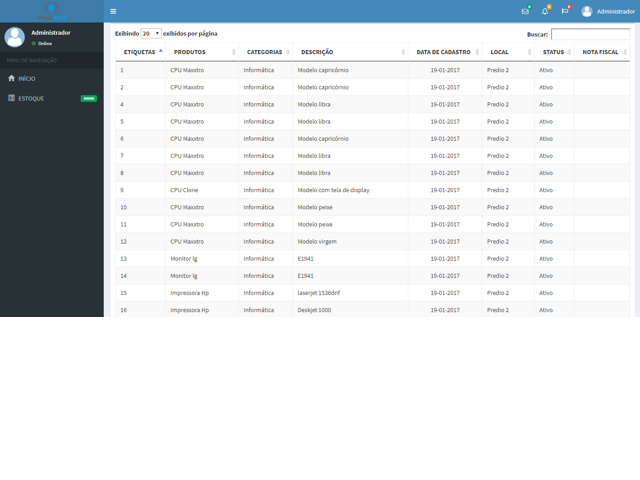 Administrador
Administrador
Online
MENU DE NAVEGAÇÃO
INÍCIO
ESTOQUE novo
Exibindo 20 exibidos por página
Buscar:
ETIQUETAS PRODUTOS CATEGORIAS DESCRIÇÃO DATA DE CADASTRO LOCAL STATUS NOTA FISCAL
1 CPU Maxxtro Informática Modelo capricórnio 19-01-2017 Predio 2 Ativo
2 CPU Maxxtro Informática Modelo capricórnio 19-01-2017 Predio 2 Ativo
4 CPU Maxxtro Informática Modelo libra 19-01-2017 Predio 2 Ativo
5 CPU Maxxtro Informática Modelo libra 19-01-2017 Predio 2 Ativo
6 CPU Maxxtro Informática Modelo capricórnio 19-01-2017 Predio 2 Ativo
7 CPU Maxxtro Informática Modelo libra 19-01-2017 Predio 2 Ativo
8 CPU Maxxtro Informática Modelo libra 19-01-2017 Predio 2 Ativo
9 CPU Clone Informática Modelo com tela de display 19-01-2017 Predio 2 Ativo
10 CPU Maxxtro Informática Modelo peixe 19-01-2017 Predio 2 Ativo
11 CPU Maxxtro Informática Modelo peixe 19-01-2017 Predio 2 Ativo
12 CPU Maxxtro Informática Modelo virgem 19-01-2017 Predio 2 Ativo
13 Monitor lg Informática E1941 19-01-2017 Predio 2 Ativo
14 Monitor lg Informática E1941 19-01-2017 Predio 2 Ativo
15 Impressora Hp Informática laserjet 1536dnf 19-01-2017 Predio 2 Ativo
16 Impressora Hp Informática Deskjet 1000 19-01-2017 Predio 2 Ativo